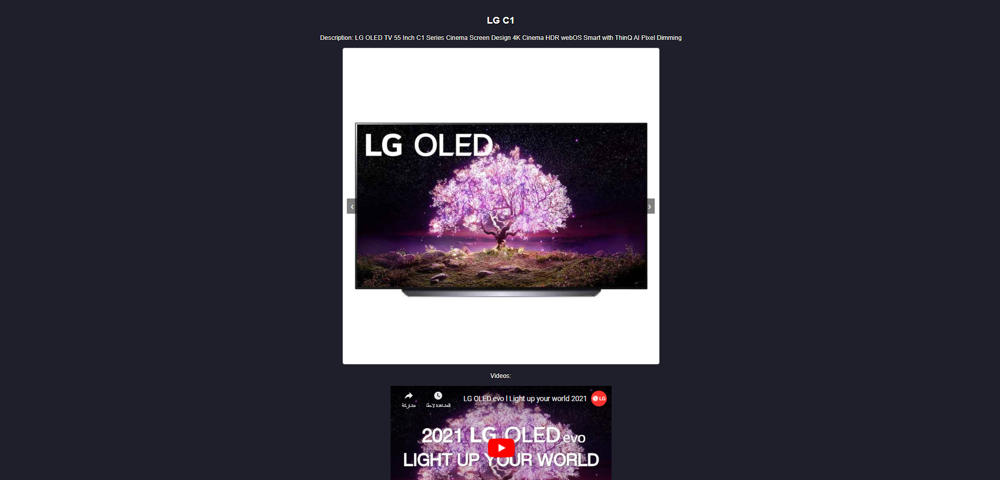 LG C1
Description: LG OLED TV 55 Inch C1 Series Cinema Screen Design 4K Cinema HDR webOS Smart with ThinQ AI Pixel Dimming
LG OLED
‹
›
Videos:
مشاركة
المشاهدة لاحقًا
LG OLED evo l Light up your world 2021
LG
2021 LG OLED evo
LIGHT UP YOUR WORLD